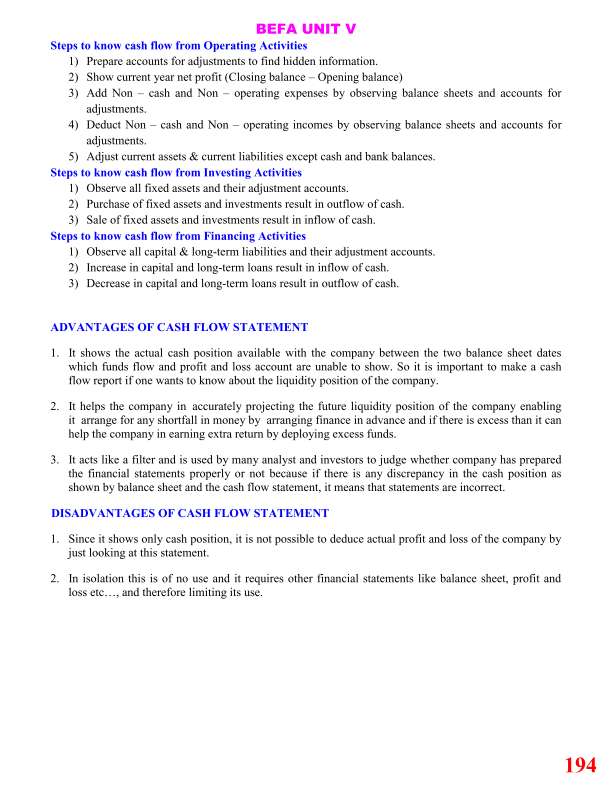 BEFA UNIT V
Steps to know cash flow from Operating Activities
1) Prepare accounts for adjustments to find hidden information.
2) Show current year net profit (Closing balance – Opening balance)
3) Add Non – cash and Non – operating expenses by observing balance sheets and accounts for
adjustments.
4) Deduct Non – cash and Non – operating incomes by observing balance sheets and accounts for
adjustments.
5) Adjust current assets & current liabilities except cash and bank balances.
Steps to know cash flow from Investing Activities
1) Observe all fixed assets and their adjustment accounts.
2) Purchase of fixed assets and investments result in outflow of cash.
3) Sale of fixed assets and investments result in inflow of cash.
Steps to know cash flow from Financing Activities
1) Observe all capital & long-term liabilities and their adjustment accounts.
2) Increase in capital and long-term loans result in inflow of cash.
3) Decrease in capital and long-term loans result in outflow of cash.
ADVANTAGES OF CASH FLOW STATEMENT
1. It shows the actual cash position available with the company between the two balance sheet dates
which funds flow and profit and loss account are unable to show. So it is important to make a cash
flow report if one wants to know about the liquidity position of the company.
2. It helps the company in accurately projecting the future liquidity position of the company enabling
it arrange for any shortfall in money by arranging finance in advance and if there is excess than it can
help the company in earning extra return by deploying excess funds.
3. It acts like a filter and is used by many analyst and investors to judge whether company has prepared
the financial statements properly or not because if there is any discrepancy in the cash position as
shown by balance sheet and the cash flow statement, it means that statements are incorrect.
DISADVANTAGES OF CASH FLOW STATEMENT
1. Since it shows only cash position, it is not possible to deduce actual profit and loss of the company by
just looking at this statement.
2. In isolation this is of no use and it requires other financial statements like balance sheet, profit and
loss etc…, and therefore limiting its use.
194